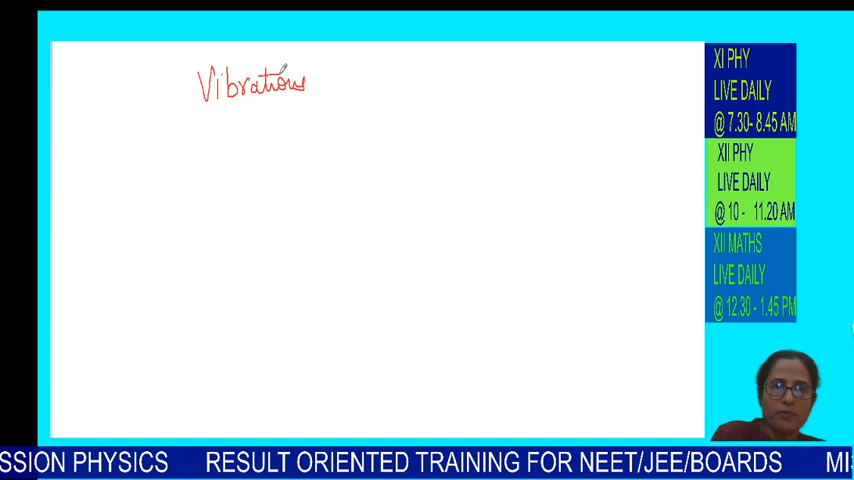 Vibrations
XI PHY
LIVE DAILY
@ 7.30- 8.45 AM
XII PHY
LIVE DAILY
@ 10 - 11.20 AM
XII MATHS
LIVE DAILY
@ 12.30 - 1.45 PM
SSION PHYSICS RESULT ORIENTED TRAINING FOR NEET/JEE/BOARDS MI